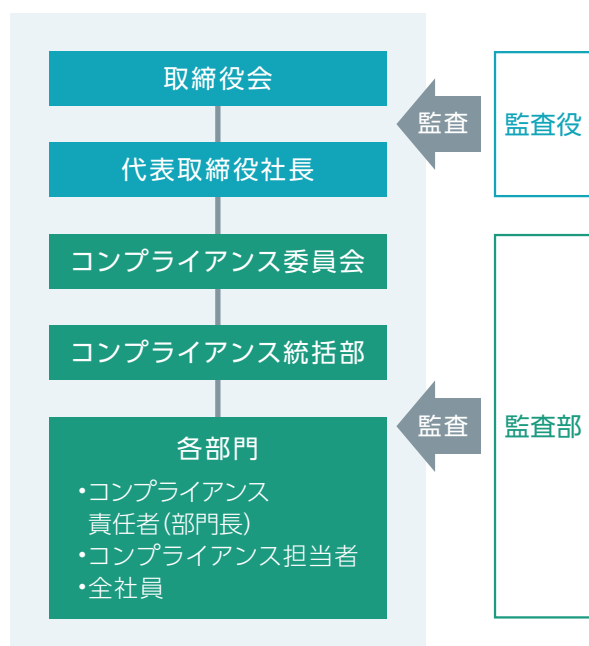 取締役会
監査
監査役
代表取締役社長
コンプライアンス委員会
コンプライアンス統括部
監査
監査部
各部門
・コンプライアンス
責任者(部門長)
・コンプライアンス担当者
・全社員